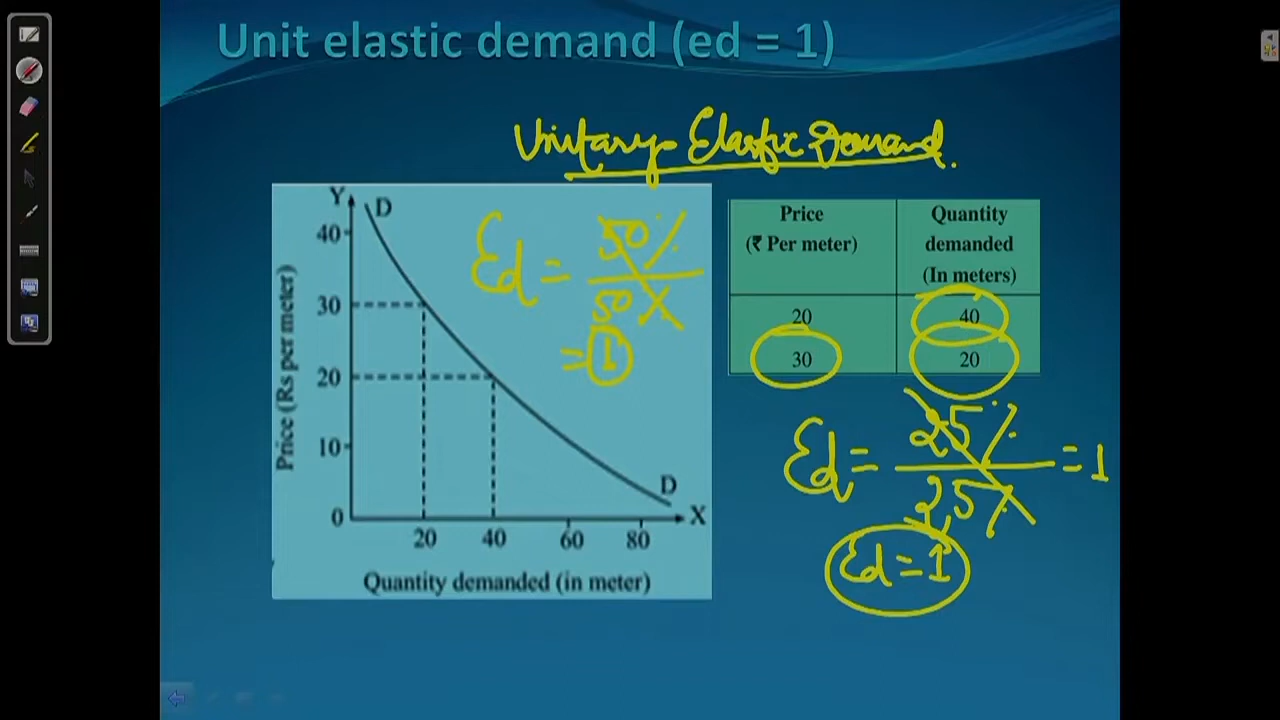 Unit elastic demand (ed = 1)
Unitary Elastic Demand.
Y
D
40
30
20
10
0
Price (Rs per meter)
20 40 60 80
X
D
Quantity demanded (in meter)
Ed = 50%
50%
= 1
Price
(₹ Per meter)
Quantity
demanded
(In meters)
20 40
30 20
Ed = 25% = 1
25%
Ed = 1